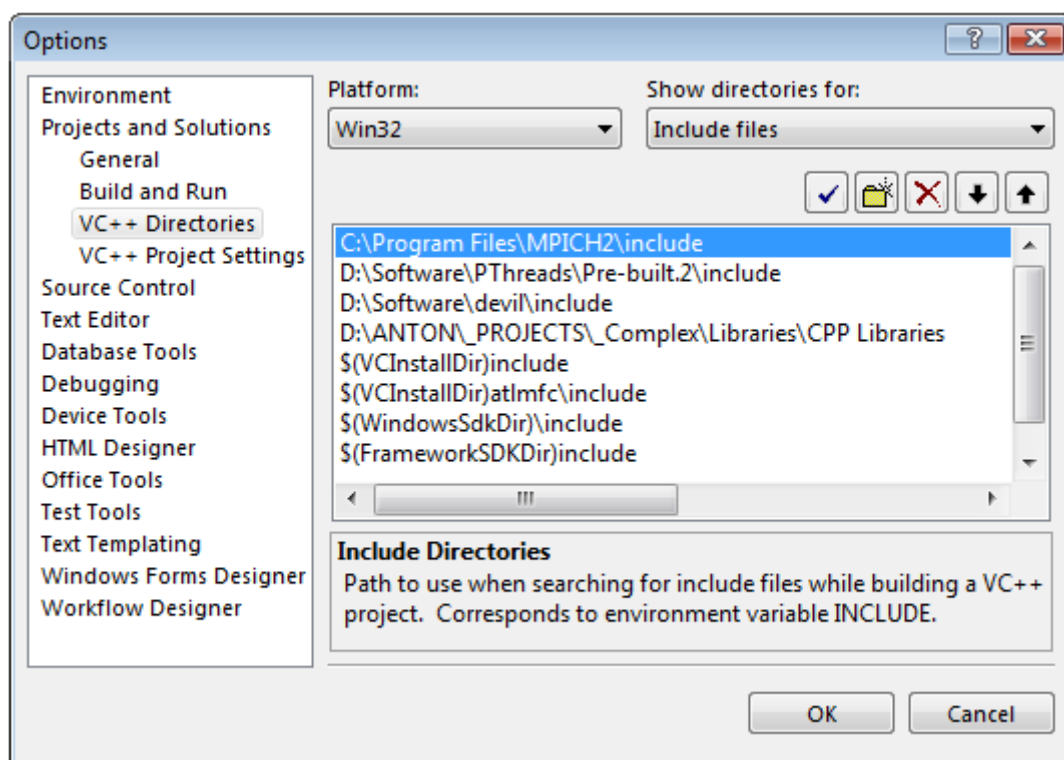 Options
Environment
Projects and Solutions
General
Build and Run
VC++ Directories
VC++ Project Settings
Source Control
Text Editor
Database Tools
Debugging
Device Tools
HTML Designer
Office Tools
Test Tools
Text Templating
Windows Forms Designer
Workflow Designer
Platform:
Win32
Show directories for:
Include files
C:\Program Files\MPICH2\include
D:\Software\PThreads\Pre-built.2\include
D:\Software\devil\include
D:\ANTON\_PROJECTS\_Complex\Libraries\CPP Libraries
$(VCInstallDir)include
$(VCInstallDir)atlmfc\include
$(WindowsSdkDir)\include
$(FrameworkSDKDir)include
Include Directories
Path to use when searching for include files while building a VC++
project.  Corresponds to environment variable INCLUDE.
OK
Cancel